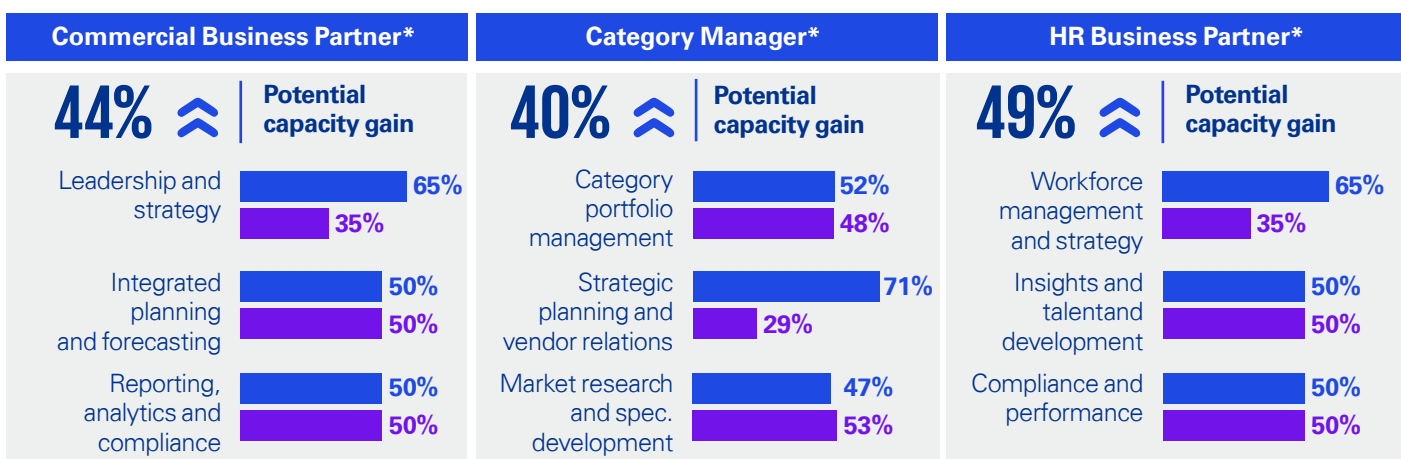 Commercial Business Partner*
44%
Potential
capacity gain
Leadership and
strategy
65%
35%
Integrated
planning
and forecasting
50%
50%
Reporting,
analytics and
compliance
50%
50%
Category Manager*
40%
Potential
capacity gain
Category
portfolio
management
52%
48%
Strategic
planning and
vendor relations
71%
29%
Market research
and spec.
development
47%
53%
HR Business Partner*
49%
Potential
capacity gain
Workforce
management
and strategy
65%
35%
Insights and
talentand
development
50%
50%
Compliance and
performance
50%
50%